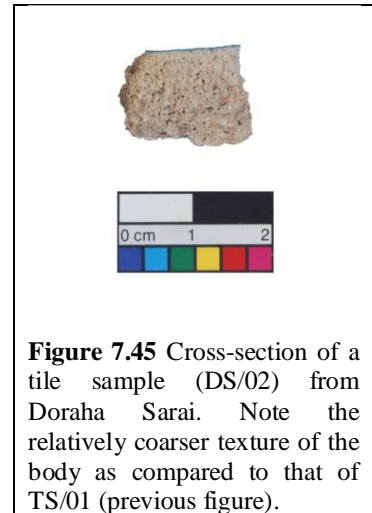 0 cm 1 2
Figure 7.45 Cross-section of a
tile sample (DS/02) from
Doraha Sarai. Note the
relatively coarser texture of the
body as compared to that of
TS/01 (previous figure).